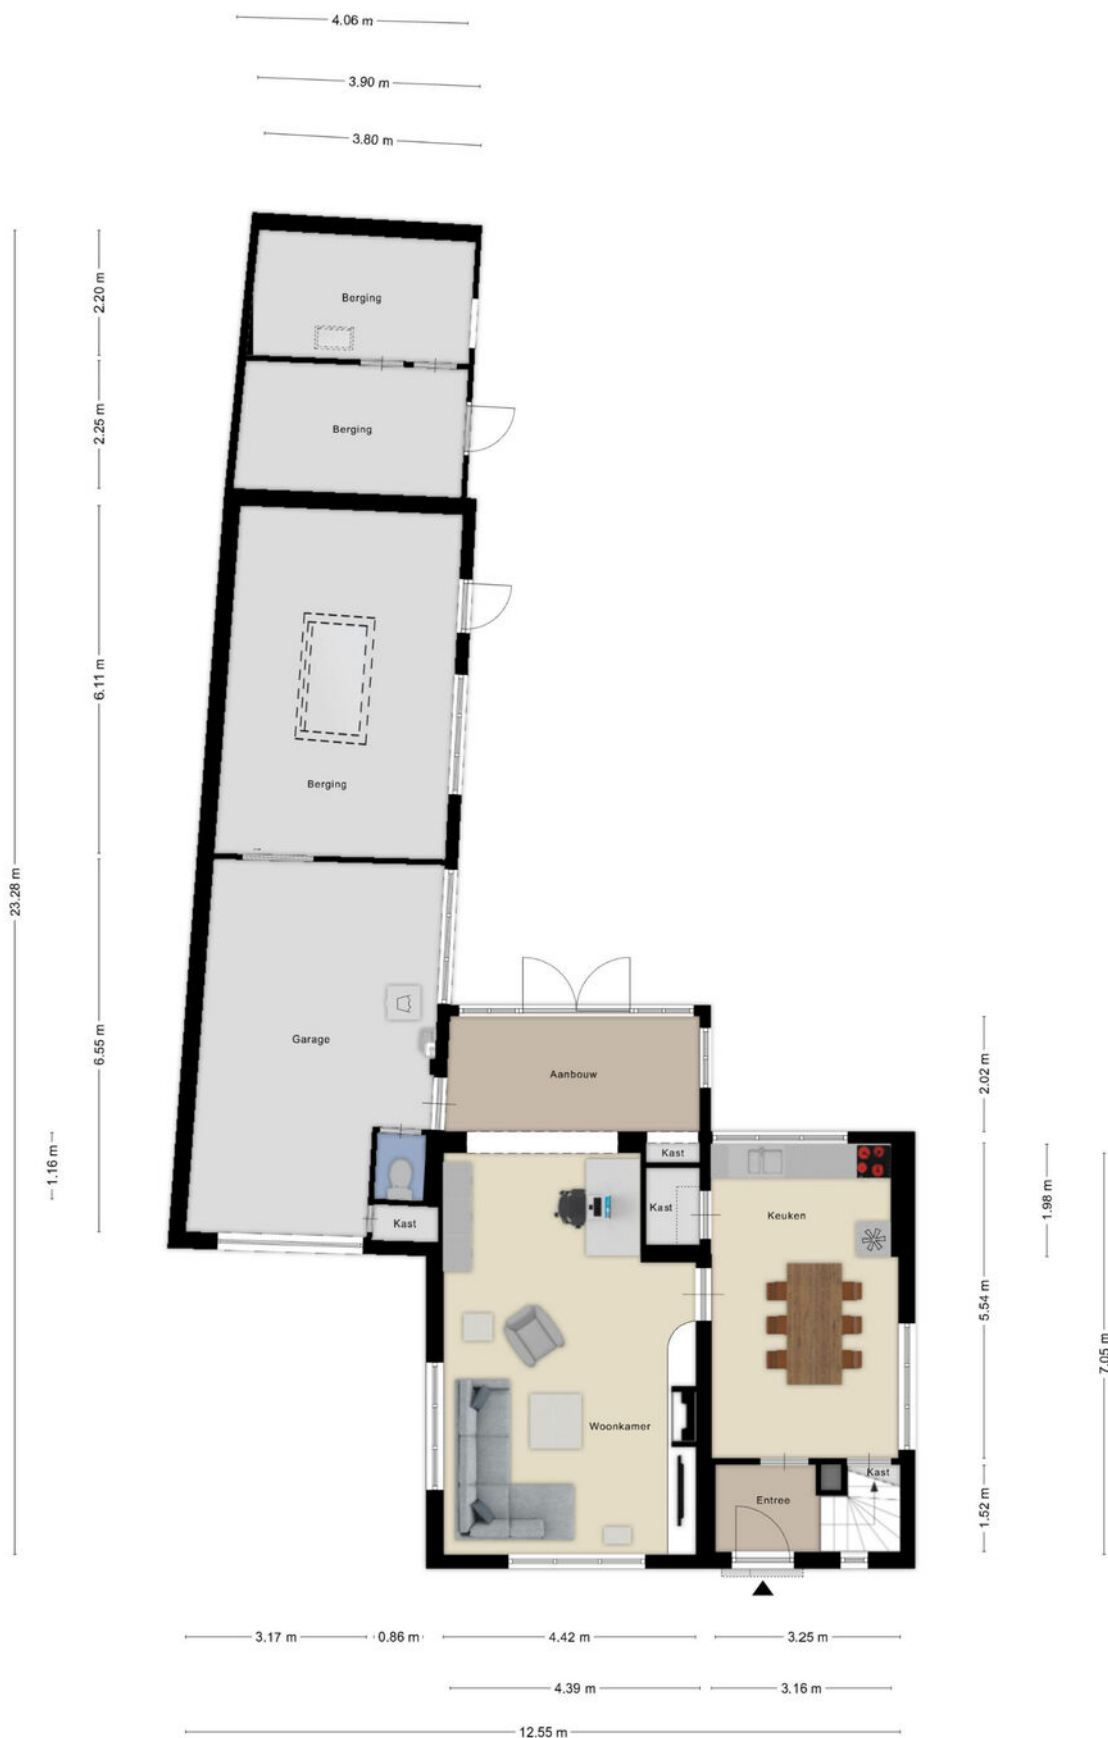 4.06 m
3.90 m
3.80 m
2.20 m
Berging
2.25 m
Berging
6.11 m
Berging
23.28 m
6.55 m
Garage
Aanbouw
2.02 m
1.16 m
Kast
Kast
Kast
Keuken
1.98 m
5.54 m
7.05 m
Woonkamer
Kast
Entree
1.52 m
3.17 m
0.86 m
4.42 m
3.25 m
4.39 m
3.16 m
12.55 m